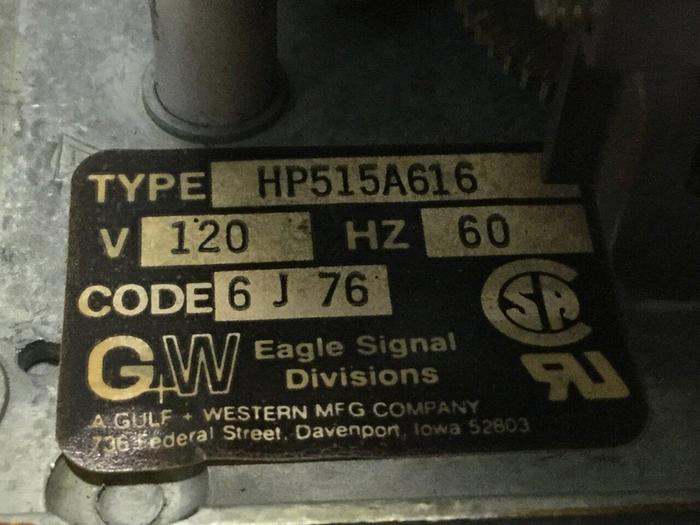 TYPE HP515A616
V 120 HZ 60
CODE 6 J 76
SA
G+W Eagle Signal
Divisions
A GULF + WESTERN MFG COMPANY
736 Federal Street, Davenport, Iowa 52803